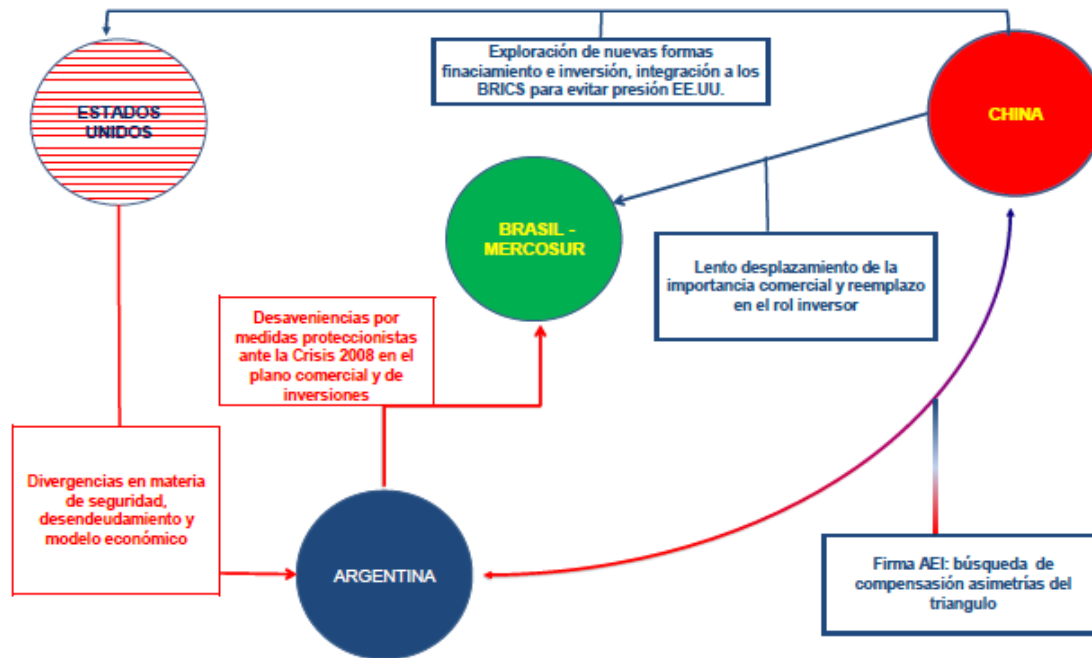 Exploración de nuevas formas
finaciamiento e inversión, integración a los
BRICS para evitar presión EE.UU.
ESTADOS
UNIDOS
CHINA
BRASIL -
MERCOSUR
Lento desplazamiento de la
importancia comercial y reemplazo
en el rol inversor
Desaveniencias por
medidas proteccionistas
ante la Crisis 2008 en el
plano comercial y de
inversiones
Divergencias en materia
de seguridad,
desendeudamiento y
modelo económico
ARGENTINA
Firma AEI: búsqueda de
compensasión asimetrías del
triangulo